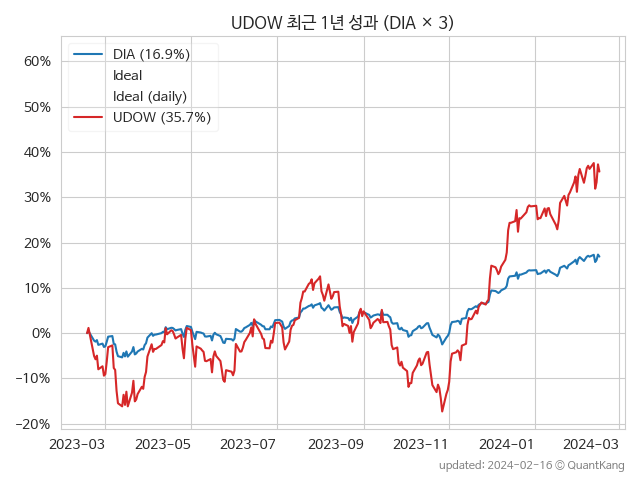 UDOW 최근 1년 성과 (DIA × 3)
DIA (16.9%)
Ideal
Ideal (daily)
UDOW (35.7%)
60%
50%
40%
30%
20%
10%
0%
−10%
−20%
2023-03 2023-05 2023-07 2023-09 2023-11 2024-01 2024-03
updated: 2024-02-16 © QuantKang